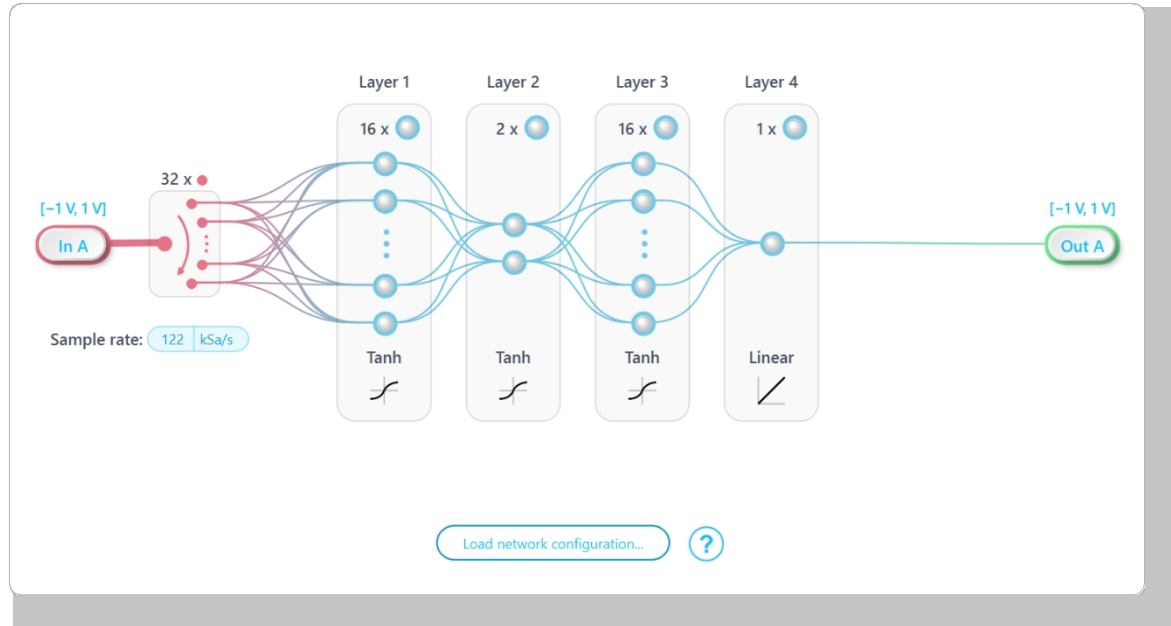 Layer 1
Layer 2
Layer 3
Layer 4
16 x
2 x
16 x
1 x
32 x
[−1 V, 1 V]
In A
[−1 V, 1 V]
Out A
Sample rate: 122 kSa/s
Tanh
Tanh
Tanh
Linear
Load network configuration...
?